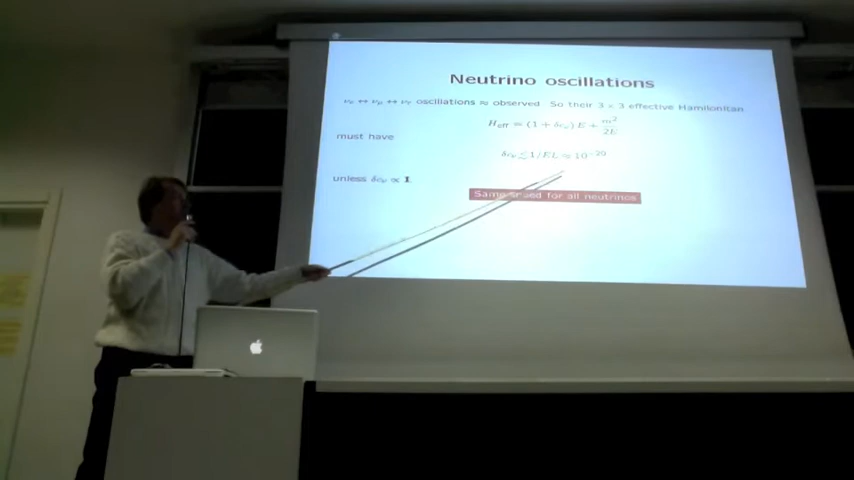 Neutrino oscillations
νe ↔ νμ ↔ ντ oscillations ≈ observed. So their 3 × 3 effective Hamilonitan
Heff = (1 + δcν) E + m²/2E
must have
δcν ≲ 1/EL ≈ 10⁻²⁰
unless δcν ∝ 1
Same speed for all neutrinos